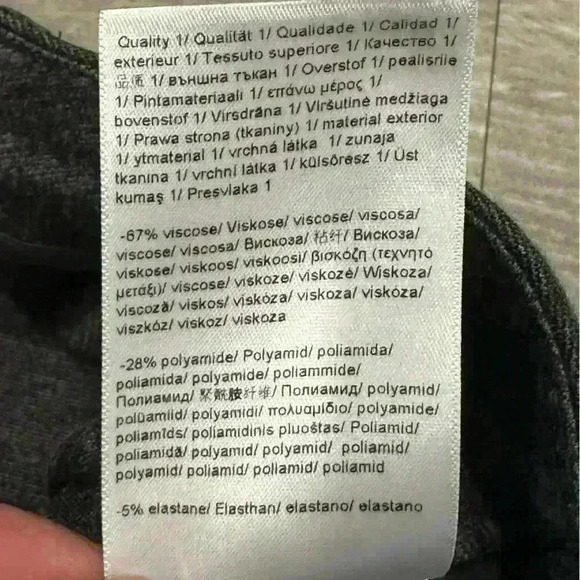 Quality 1/ Qualität 1/ Qualidade 1/ Calidad 1/
exterieur 1/ Tessuto superiore 1/ Качество 1/
品质 1/ външна тъкан 1/ Overstof 1/ pealisriie
1/ Pintamateriaali 1/ επάνω μέρος 1/
bovenstof 1/ Virsdrāna 1/ Viršutinė medžiaga
1/ Prawa strona (tkaniny) 1/ material exterior
1/ ytmaterial 1/ vrchná látka 1/ zunaja
tkanina 1/ vrchní látka 1/ külsőrész 1/ Üst
kumaş 1/ Presvlaka 1
-67% viscose/ Viskose/ viscose/ viscosa/
viscose/ viscosa/ Вискоза/ 粘纤/ Вискоза/
viskose/ viskoos/ viskoosi/ βισκόζη (τεχνητό
μετάξι)/ viscose/ viskoze/ viskozė/ Wiskoza/
viscoză/ viskos/ viskóza/ viskoza/ viskóza/
viszkóz/ viskoz/ viskoza
-28% polyamide/ Polyamid/ poliamida/
poliamida/ polyamide/ poliammide/
Полиамид/ 聚酰胺纤维/ Полиамид/ polyamid/
polüamiid/ polyamidi/ πολυαμίδιο/ polyamide/
poliamīds/ poliamidinis pluoštas/ Poliamid/
poliamidă/ polyamid/ polyamid/ poliamid/
polyamid/ poliamid/ poliamid/ poliamid
-5% elastane/ Elasthan/ elastano/ elastano